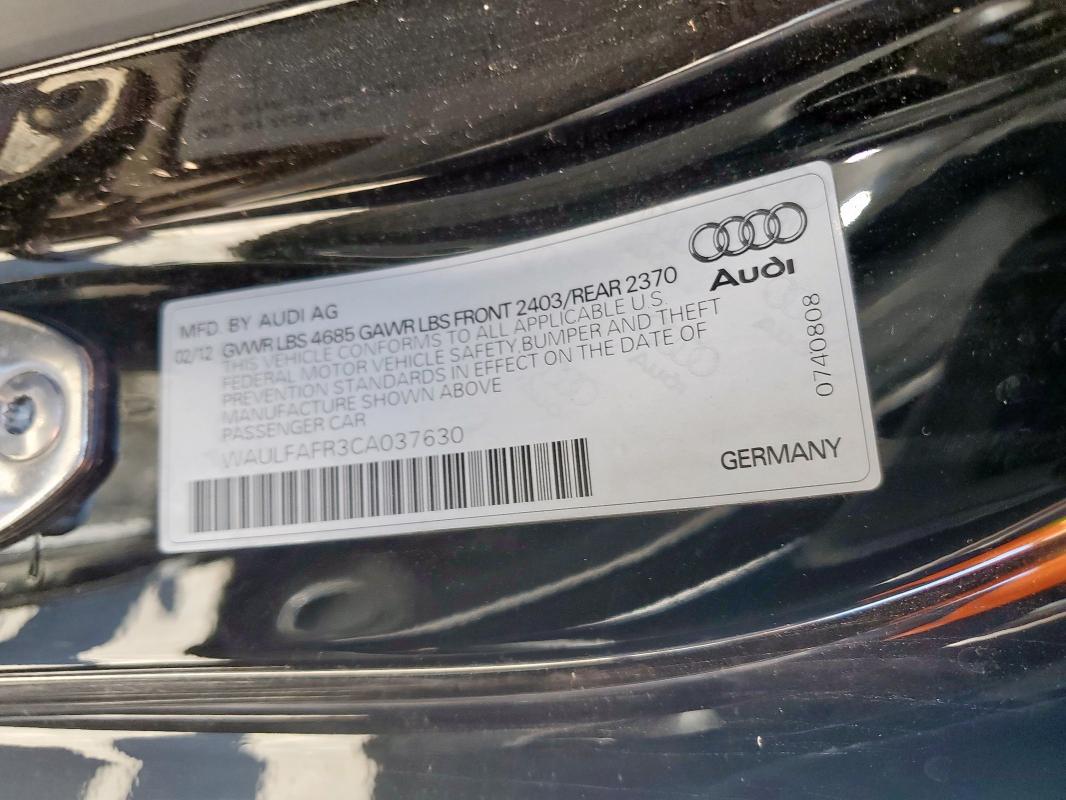 Audi
MFD. BY AUDI AG
02/12 GVWR LBS 4685 GAWR LBS FRONT 2403/REAR 2370
THIS VEHICLE CONFORMS TO ALL APPLICABLE U.S.
FEDERAL MOTOR VEHICLE SAFETY, BUMPER AND THEFT
PREVENTION STANDARDS IN EFFECT ON THE DATE OF
MANUFACTURE SHOWN ABOVE
PASSENGER CAR
WAULFAFR3CA037630
GERMANY
0740808
Audi